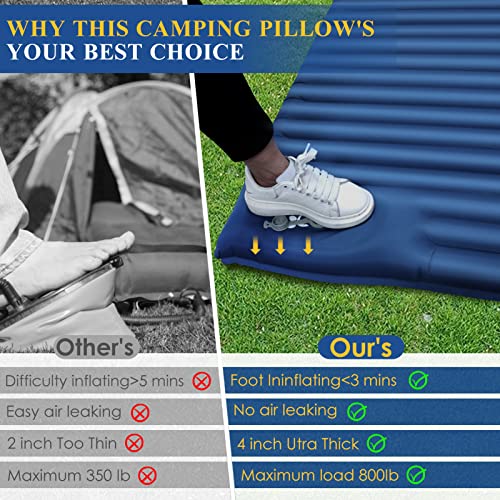 WHY THIS CAMPING PILLOW'S
YOUR BEST CHOICE
Other's
Our's
Difficulty inflating>5 mins
Foot Ininflating<3 mins
Easy air leaking
No air leaking
2 inch Too Thin
4 inch Utra Thick
Maximum 350 lb
Maximum load 800lb